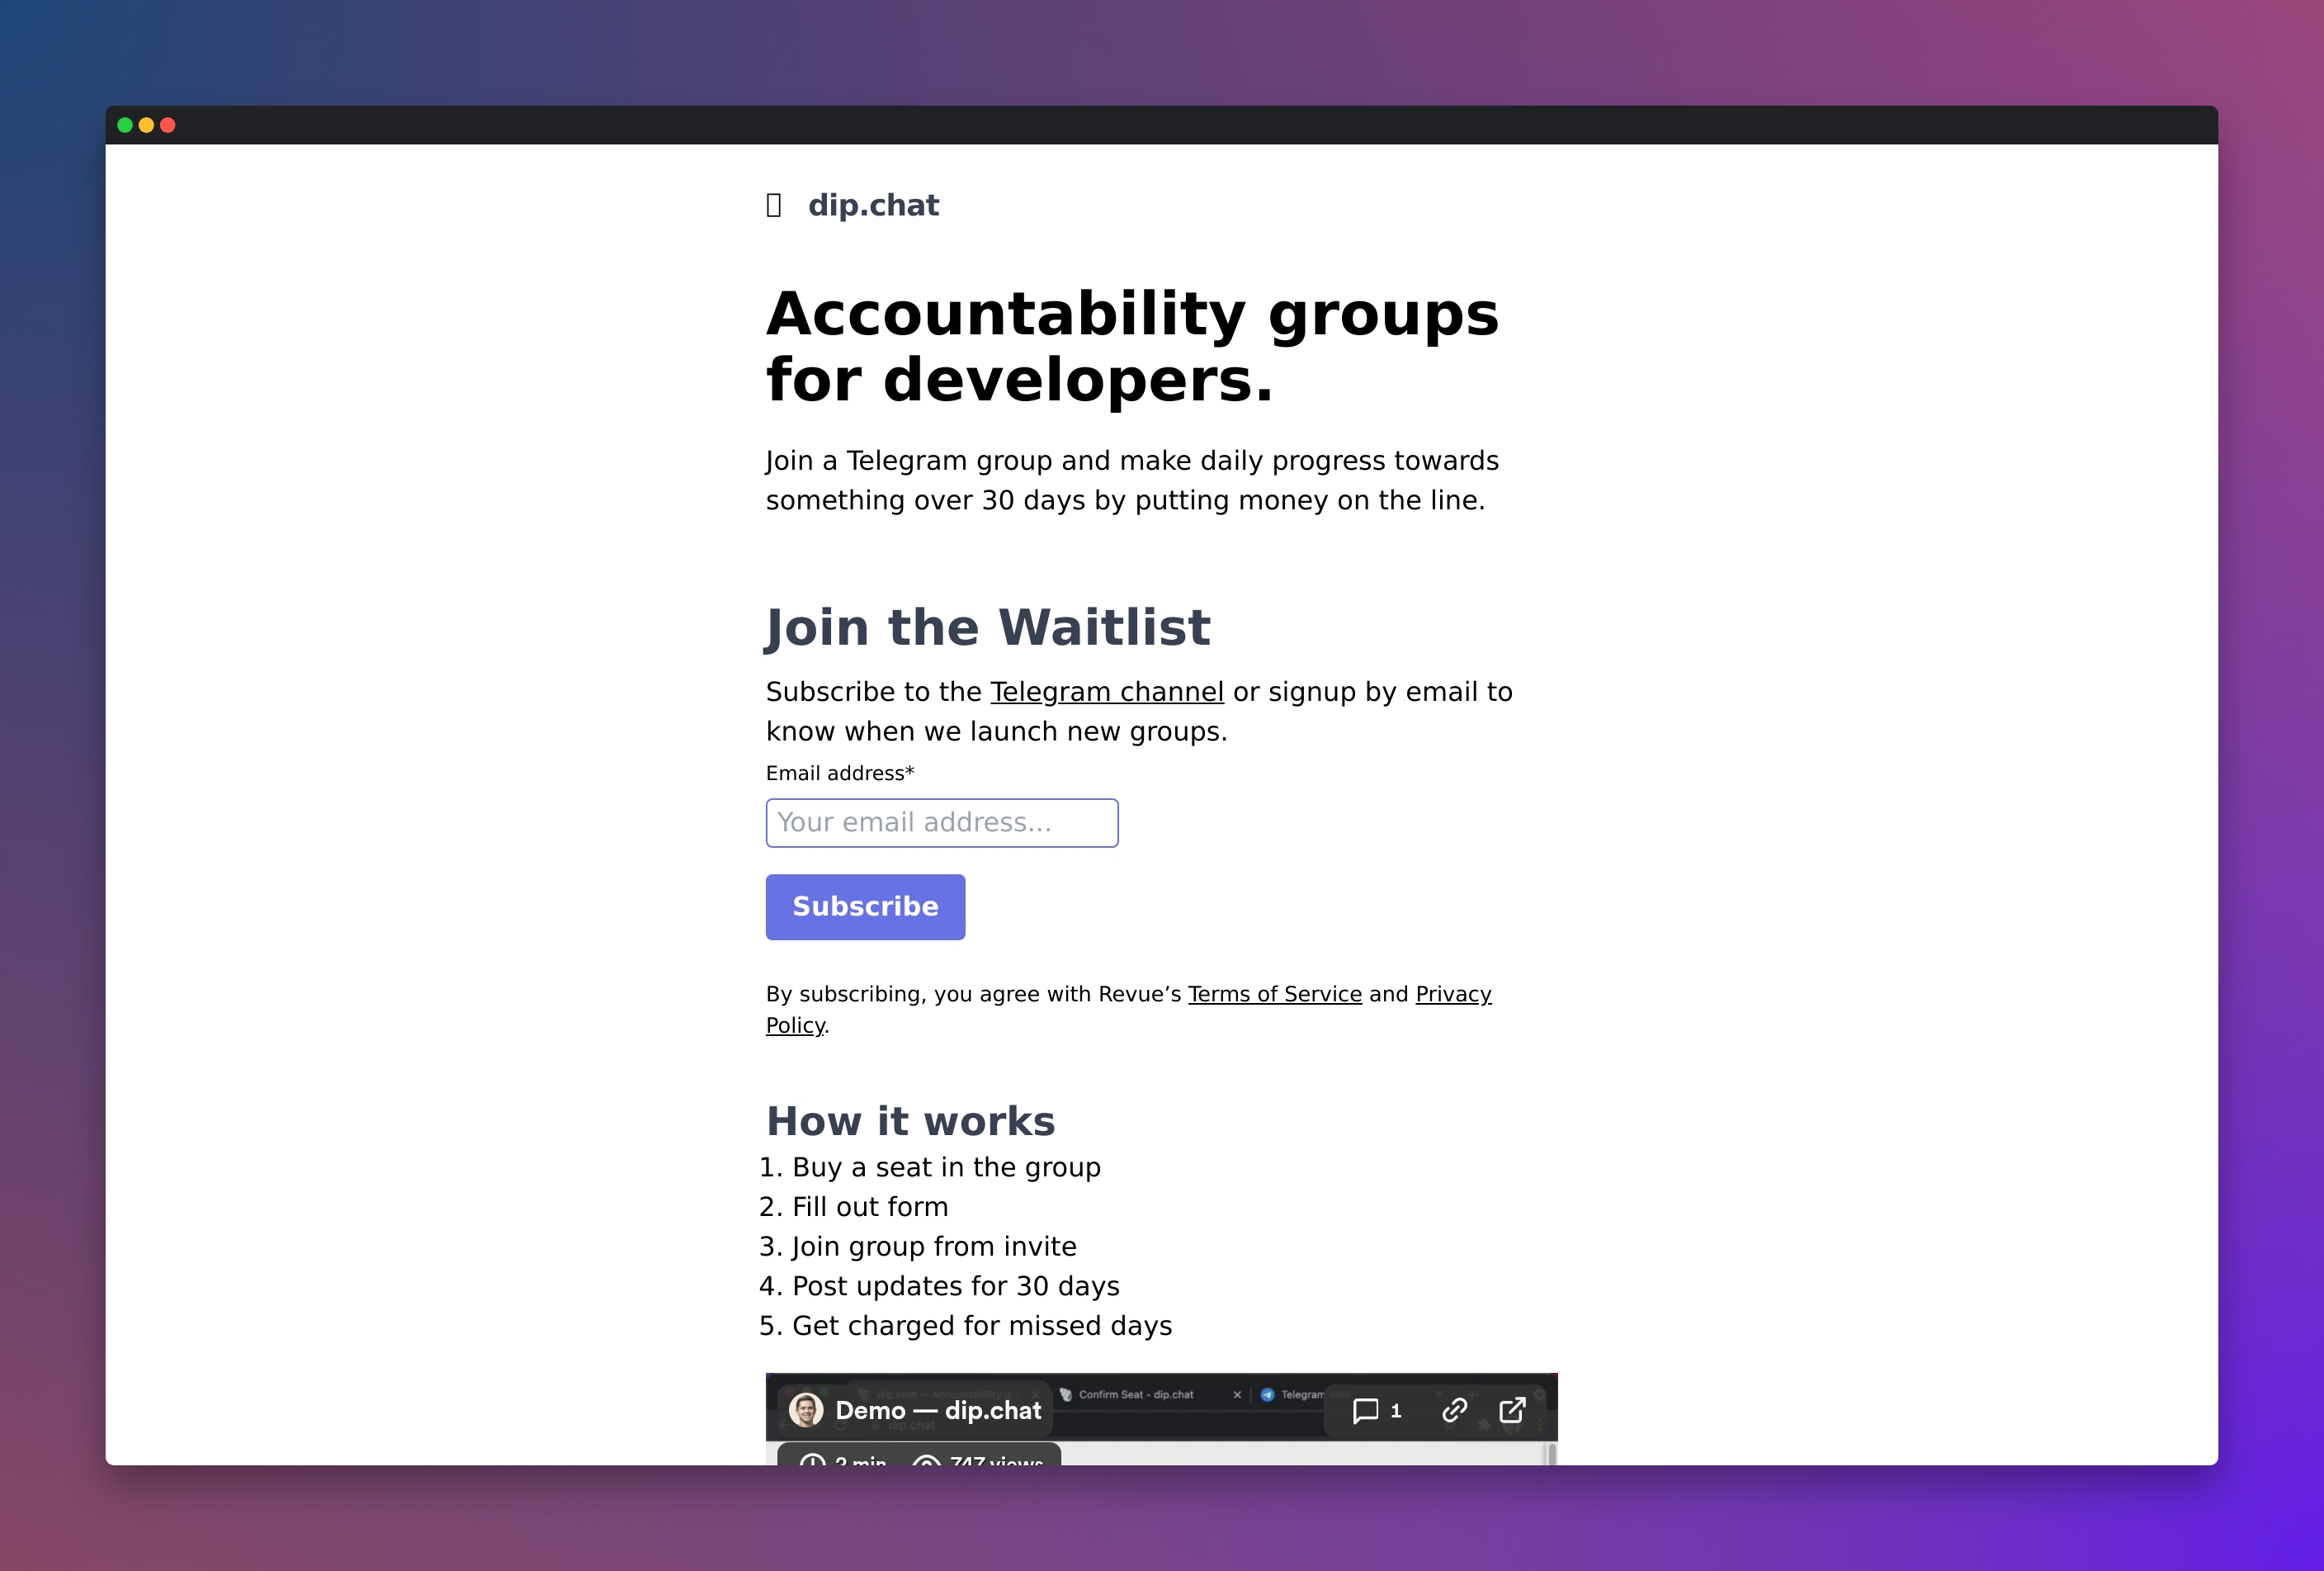 dip.chat
Accountability groups
for developers.
Join a Telegram group and make daily progress towards
something over 30 days by putting money on the line.
Join the Waitlist
Subscribe to the Telegram channel or signup by email to
know when we launch new groups.
Email address*
Your email address...
Subscribe
By subscribing, you agree with Revue’s Terms of Service and Privacy
Policy.
How it works
1. Buy a seat in the group
2. Fill out form
3. Join group from invite
4. Post updates for 30 days
5. Get charged for missed days
Confirm Seat - dip.chat
Telegram
Demo — dip.chat
1
2 min 747 views